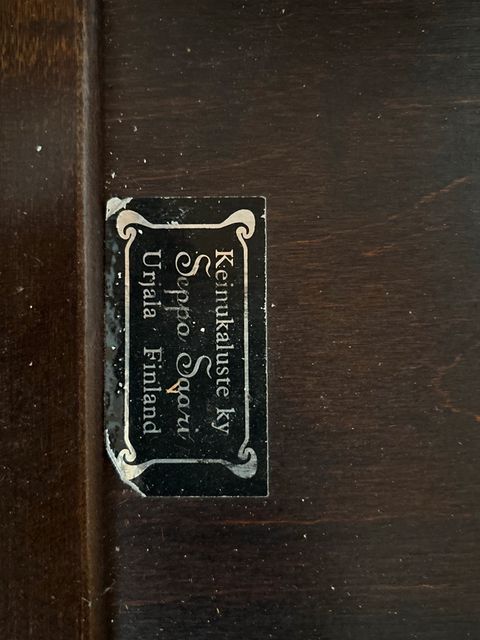 Keinukaluste ky
Seppo Saari
Urjala Finland